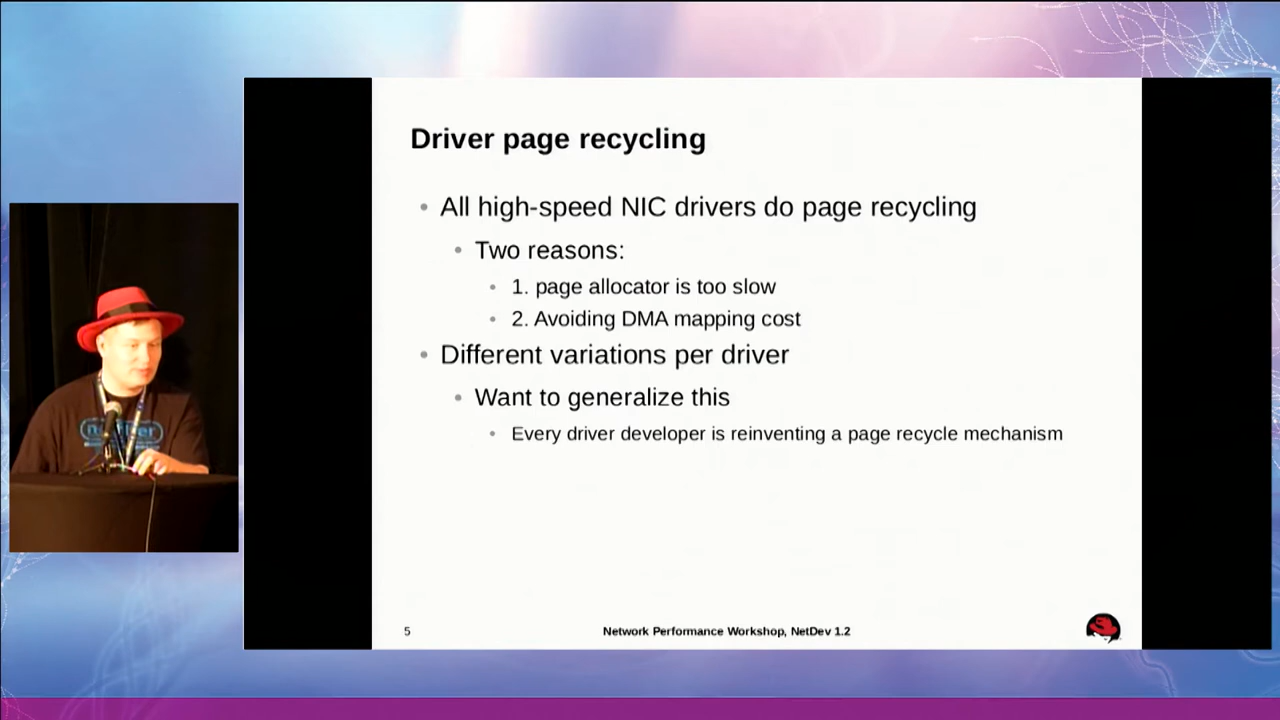 Driver page recycling
• All high-speed NIC drivers do page recycling
• Two reasons:
• 1. page allocator is too slow
• 2. Avoiding DMA mapping cost
• Different variations per driver
• Want to generalize this
• Every driver developer is reinventing a page recycle mechanism
5
Network Performance Workshop, NetDev 1.2